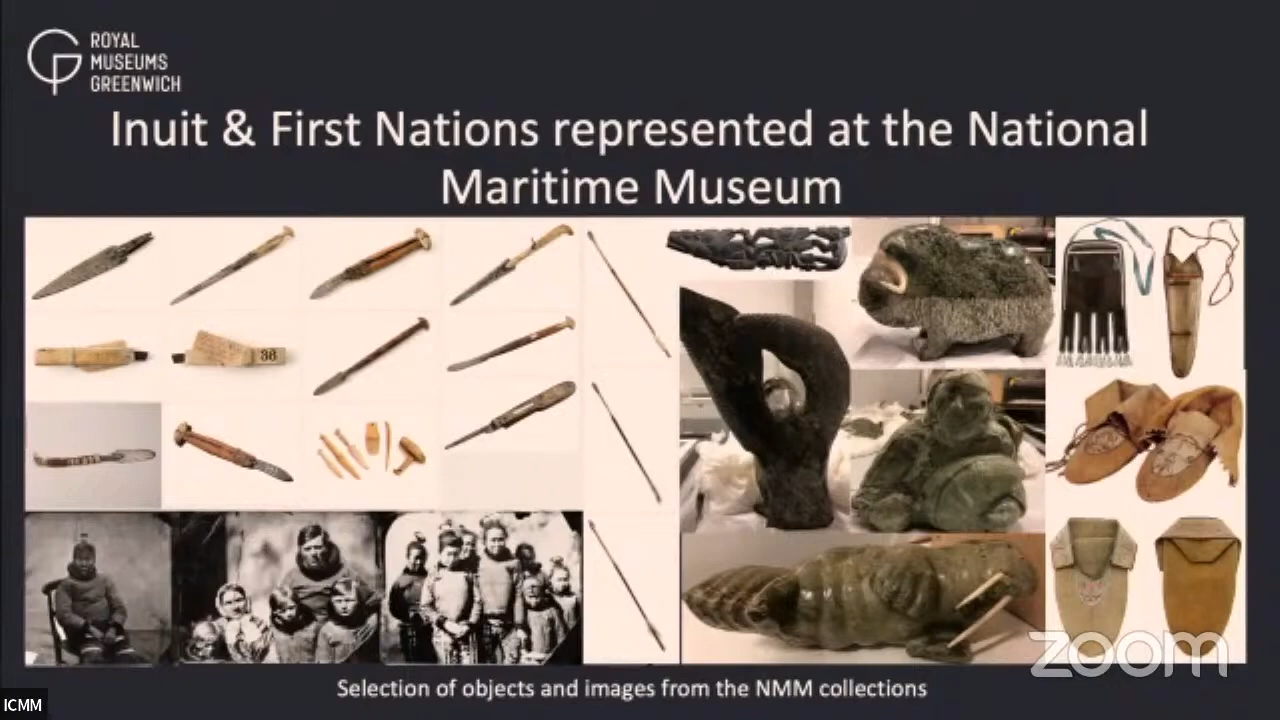 ROYAL
MUSEUMS
GREENWICH
Inuit & First Nations represented at the National
Maritime Museum
36
Selection of objects and images from the NMM collections
zoom
ICMM